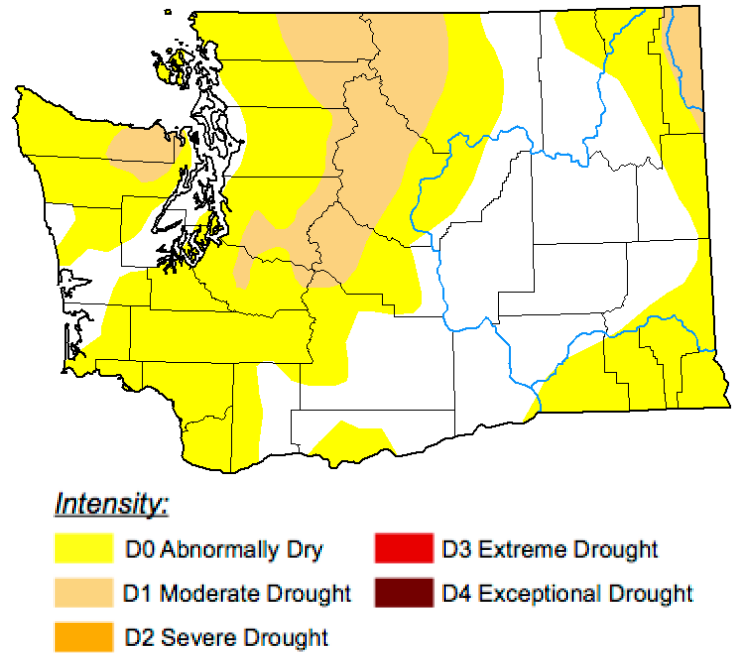 Intensity:
D0 Abnormally Dry
D3 Extreme Drought
D1 Moderate Drought
D4 Exceptional Drought
D2 Severe Drought